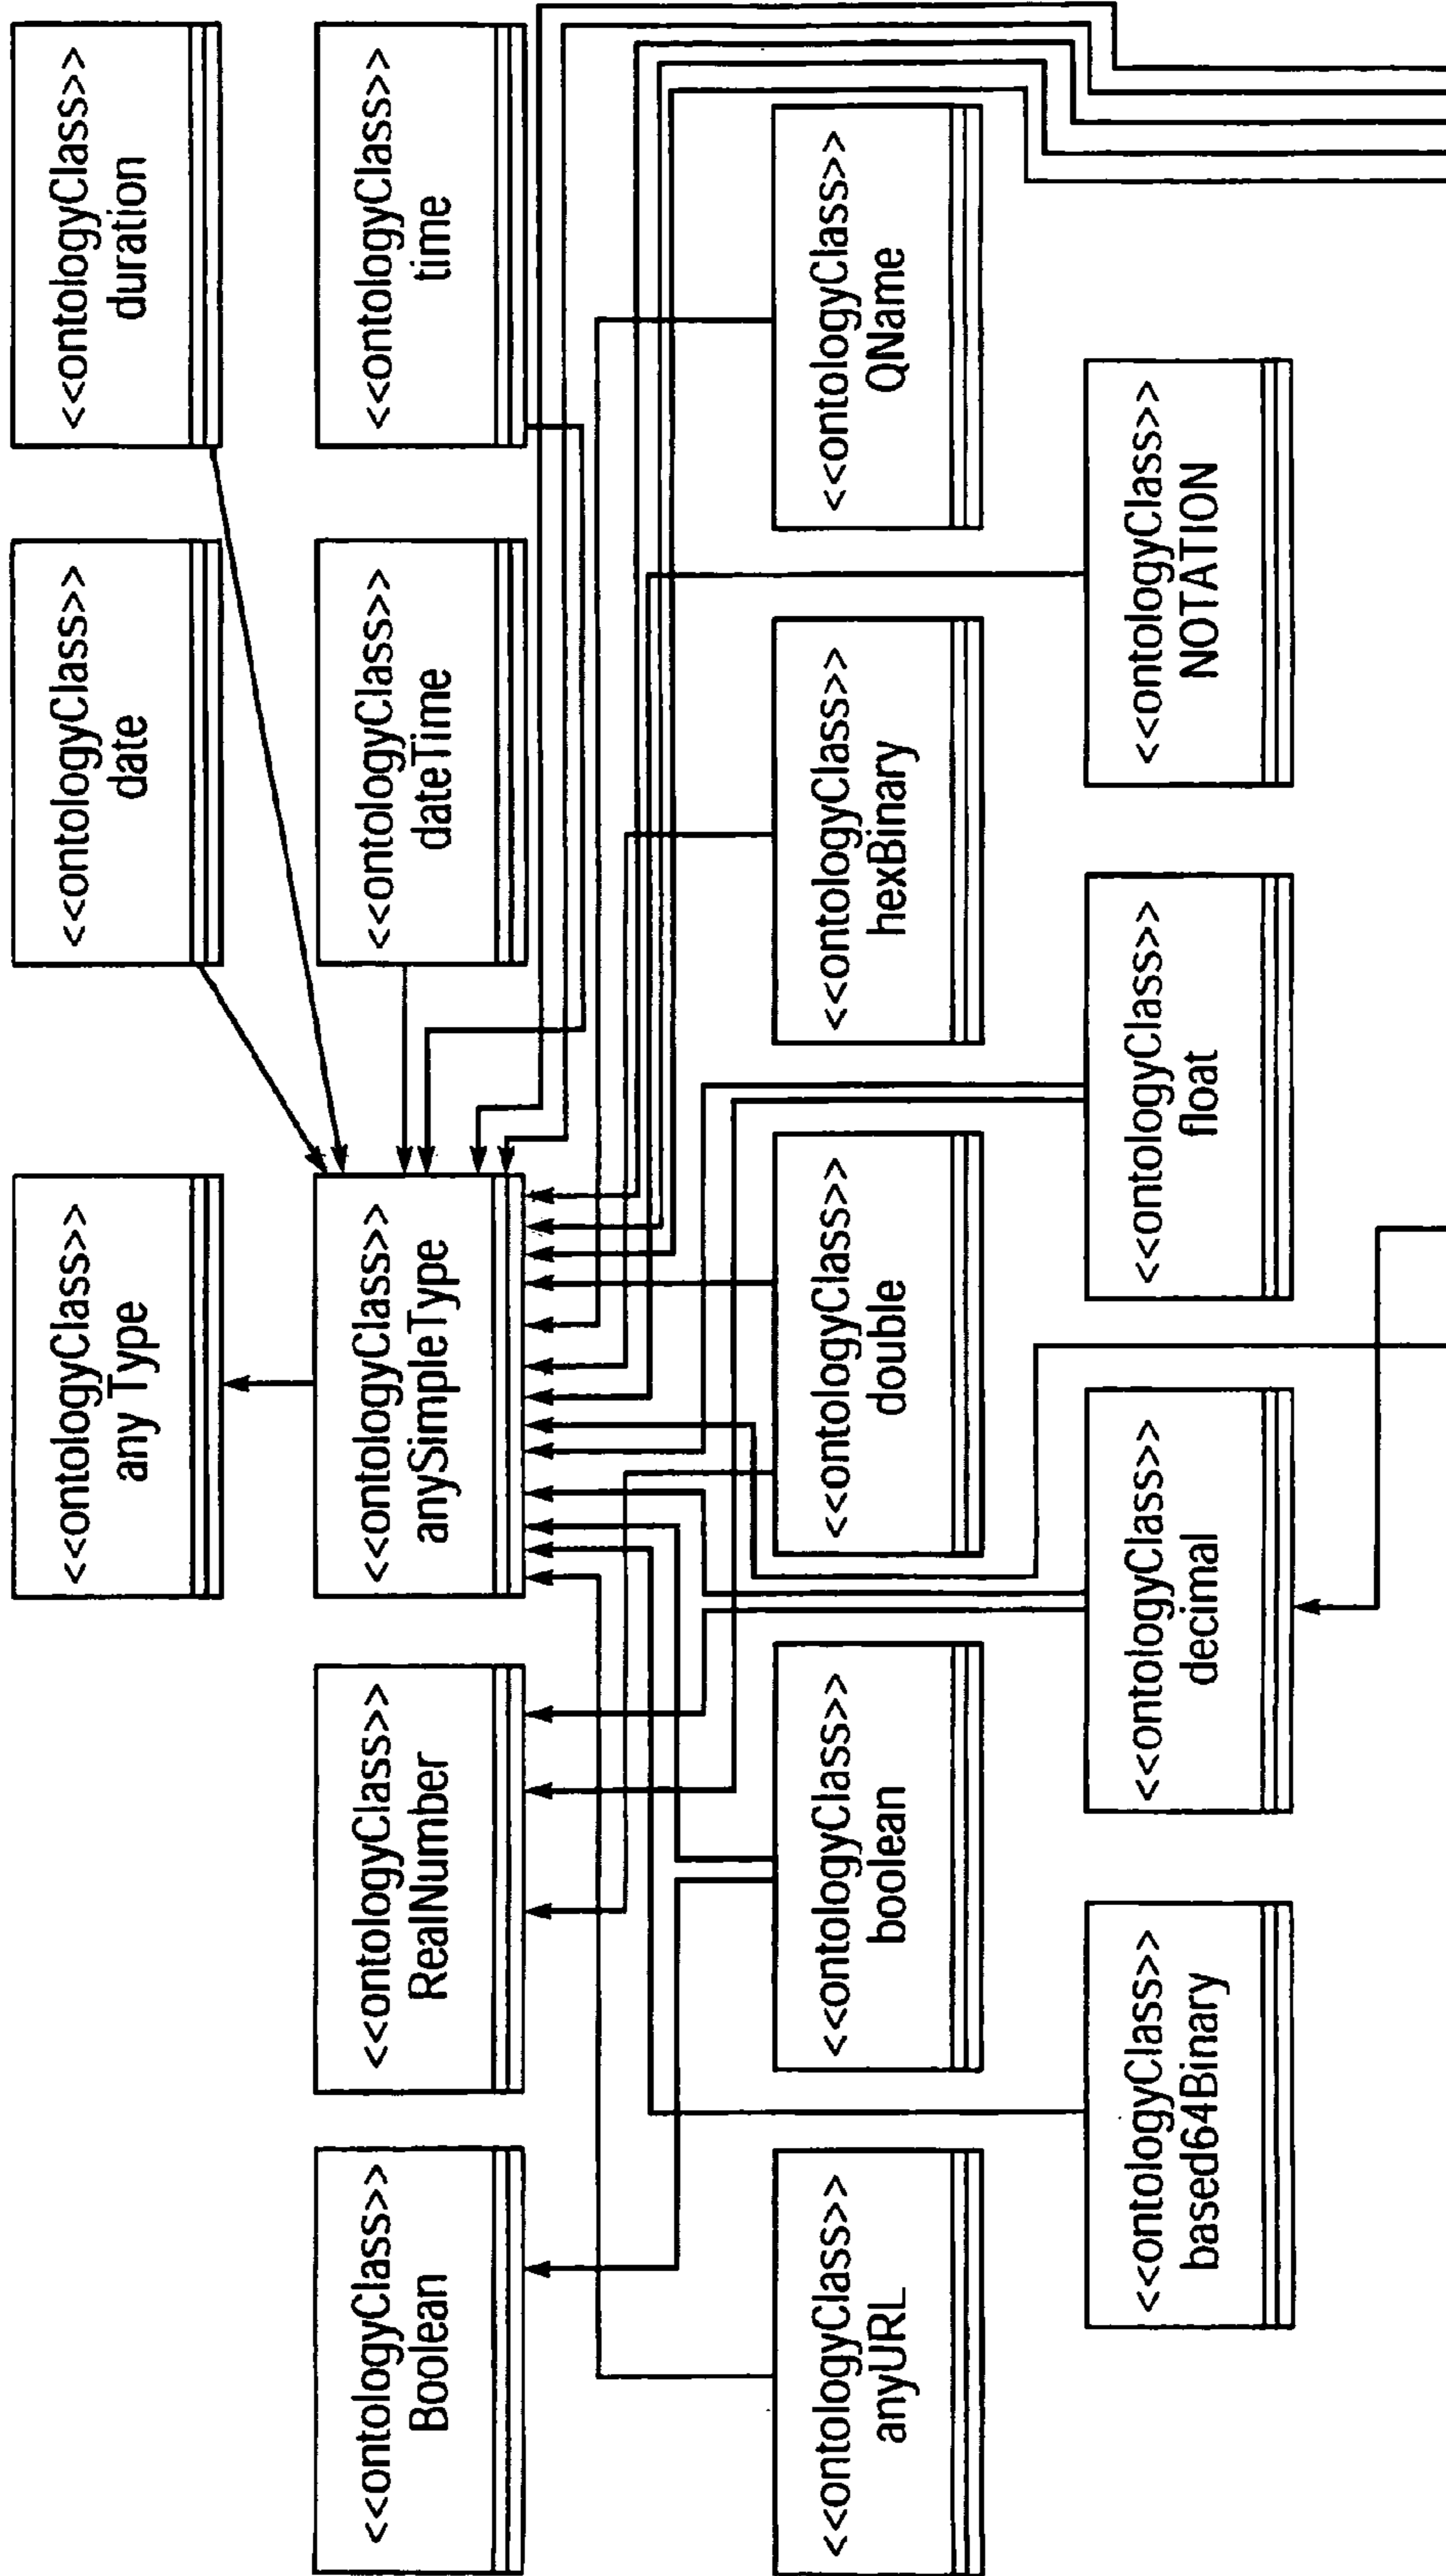 <<ontologyClass>>
any Type
<<ontologyClass>>
date
<<ontologyClass>>
duration
<<ontologyClass>>
Boolean
<<ontologyClass>>
RealNumber
<<ontologyClass>>
anySimpleType
<<ontologyClass>>
dateTime
<<ontologyClass>>
time
<<ontologyClass>>
anyURL
<<ontologyClass>>
boolean
<<ontologyClass>>
double
<<ontologyClass>>
hexBinary
<<ontologyClass>>
QName
<<ontologyClass>>
based64Binary
<<ontologyClass>>
decimal
<<ontologyClass>>
float
<<ontologyClass>>
NOTATION